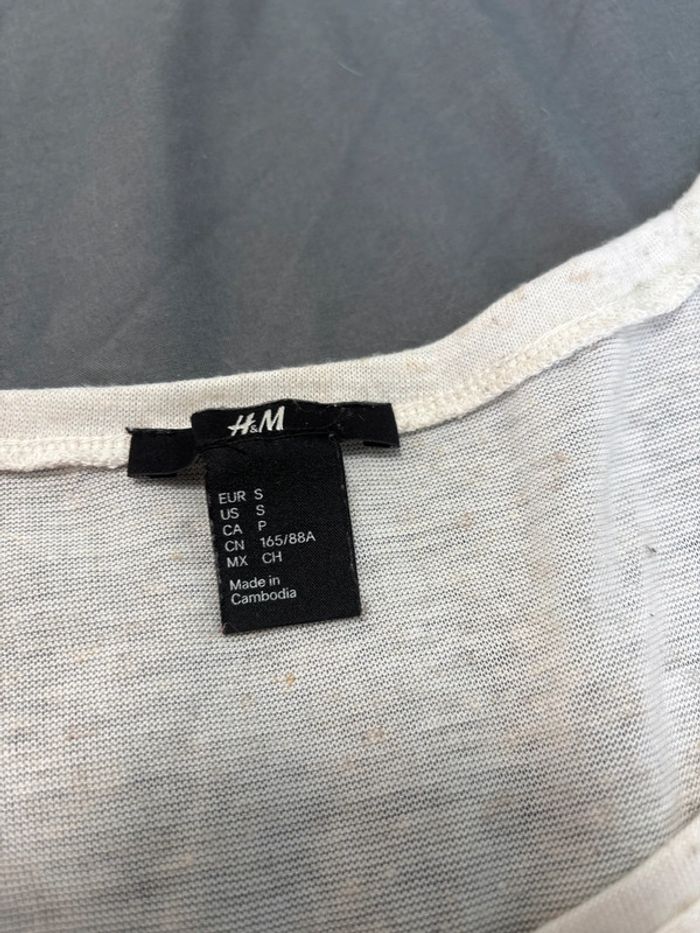 H&M
EUR S
US S
CA P
CN 165/88A
MX CH
Made in
Cambodia